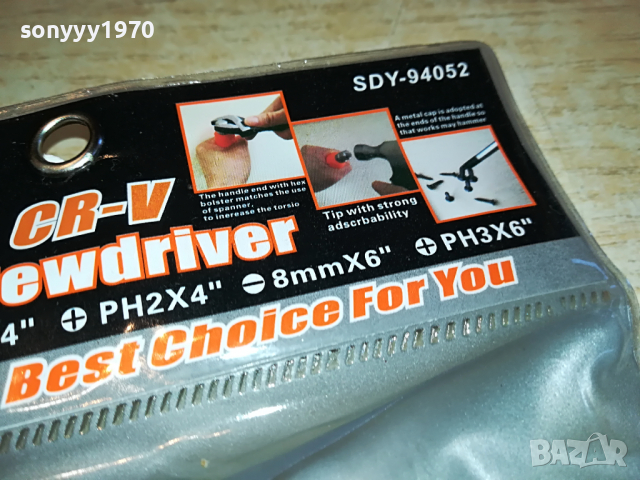 sonyyy1970
SDY-94052
The handle end with hex
bolster matches the use
of spanner.
to increase the torsio
Tip with strong
adscrbability
A metal cap is adopted at
the ends of the handle so
that works may hammer
CR-V
ewdriver
4" PH2X4" 8mmX6" PH3X6"
Best Choice For You
BAZAR